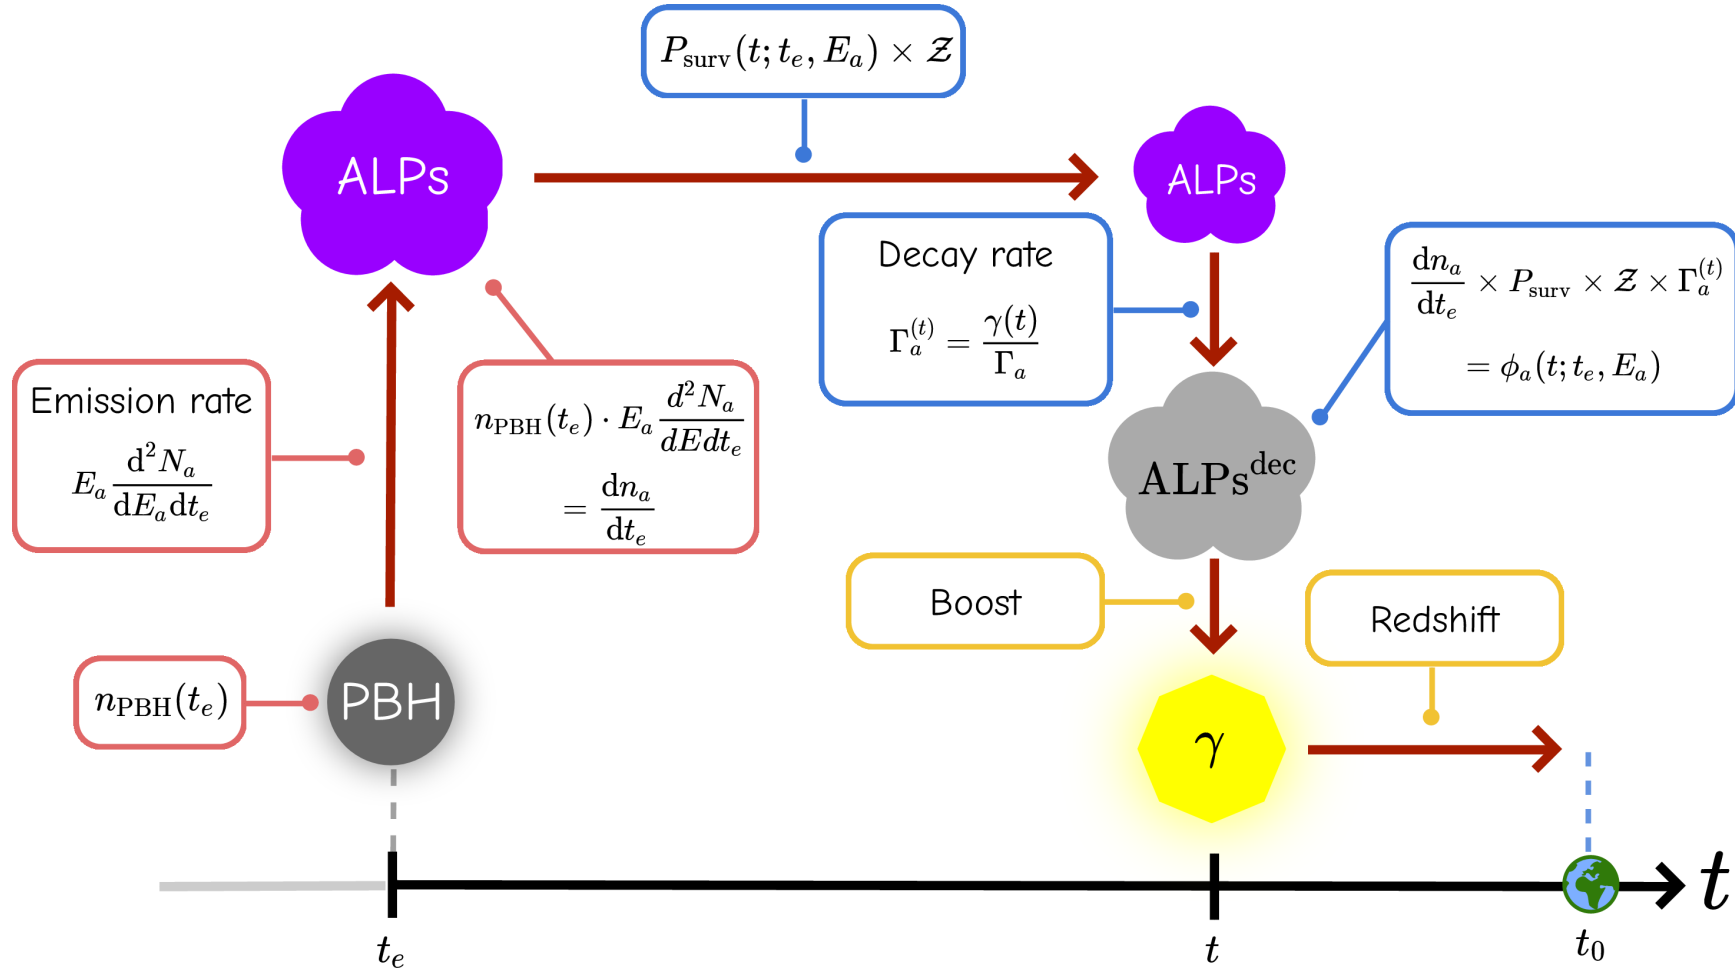 P_surv(t; t_e, E_a) × 𝒵
ALPs
ALPs
Decay rate
Γ_a^(t) = γ(t)/Γ_a
dn_a/dt_e × P_surv × 𝒵 × Γ_a^(t)
= ϕ_a(t; t_e, E_a)
Emission rate
E_a d²N_a/dE_a dt_e
n_PBH(t_e) · E_a d²N_a/dEdt_e
= dn_a/dt_e
ALPs^dec
Boost
Redshift
n_PBH(t_e)
PBH
γ
t
t_e
t
t_0